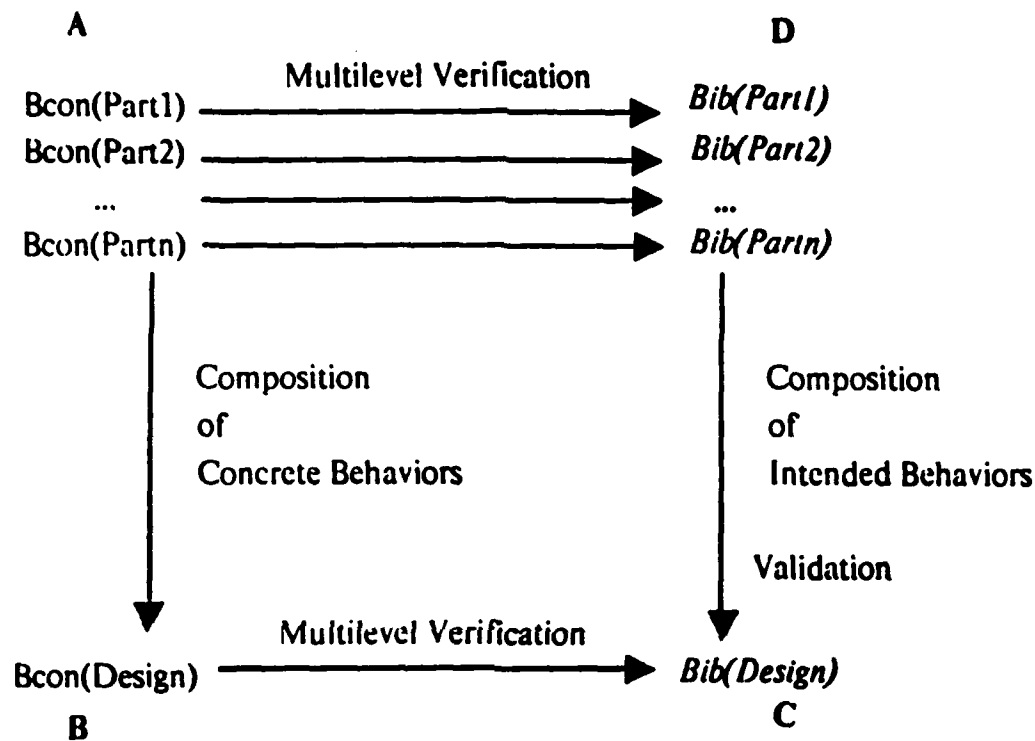 A
D
Multilevel Verification
Bcon(Part1)
Bib(Part1)
Bcon(Part2)
Bib(Part2)
...
...
Bcon(Partn)
Bib(Partn)
Composition
of
Concrete Behaviors
Composition
of
Intended Behaviors
Validation
Multilevel Verification
Bcon(Design)
Bib(Design)
B
C